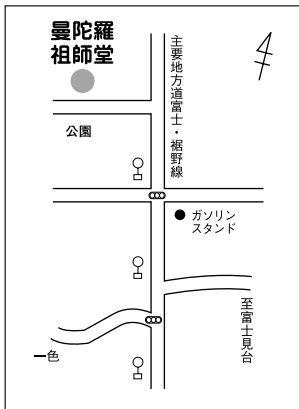 曼陀羅
祖師堂
主要地方道富士・裾野線
公園
ガソリン
スタンド
至富士見台
一色